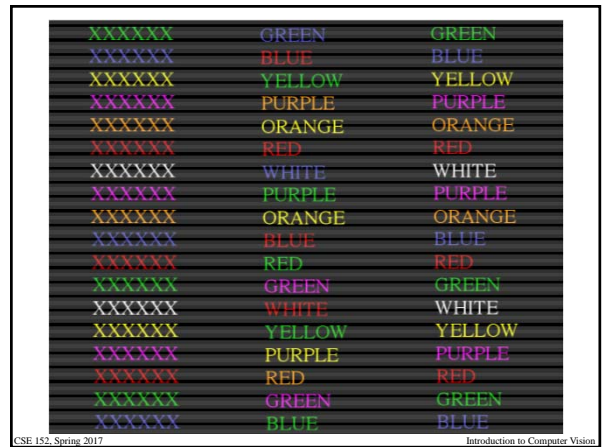 XXXXXX GREEN GREEN
XXXXXX BLUE BLUE
XXXXXX YELLOW YELLOW
XXXXXX PURPLE PURPLE
XXXXXX ORANGE ORANGE
XXXXXX RED RED
XXXXXX WHITE WHITE
XXXXXX PURPLE PURPLE
XXXXXX ORANGE ORANGE
XXXXXX BLUE BLUE
XXXXXX RED RED
XXXXXX GREEN GREEN
XXXXXX WHITE WHITE
XXXXXX YELLOW YELLOW
XXXXXX PURPLE PURPLE
XXXXXX RED RED
XXXXXX GREEN GREEN
XXXXXX BLUE BLUE
CSE 152, Spring 2017 Introduction to Computer Vision